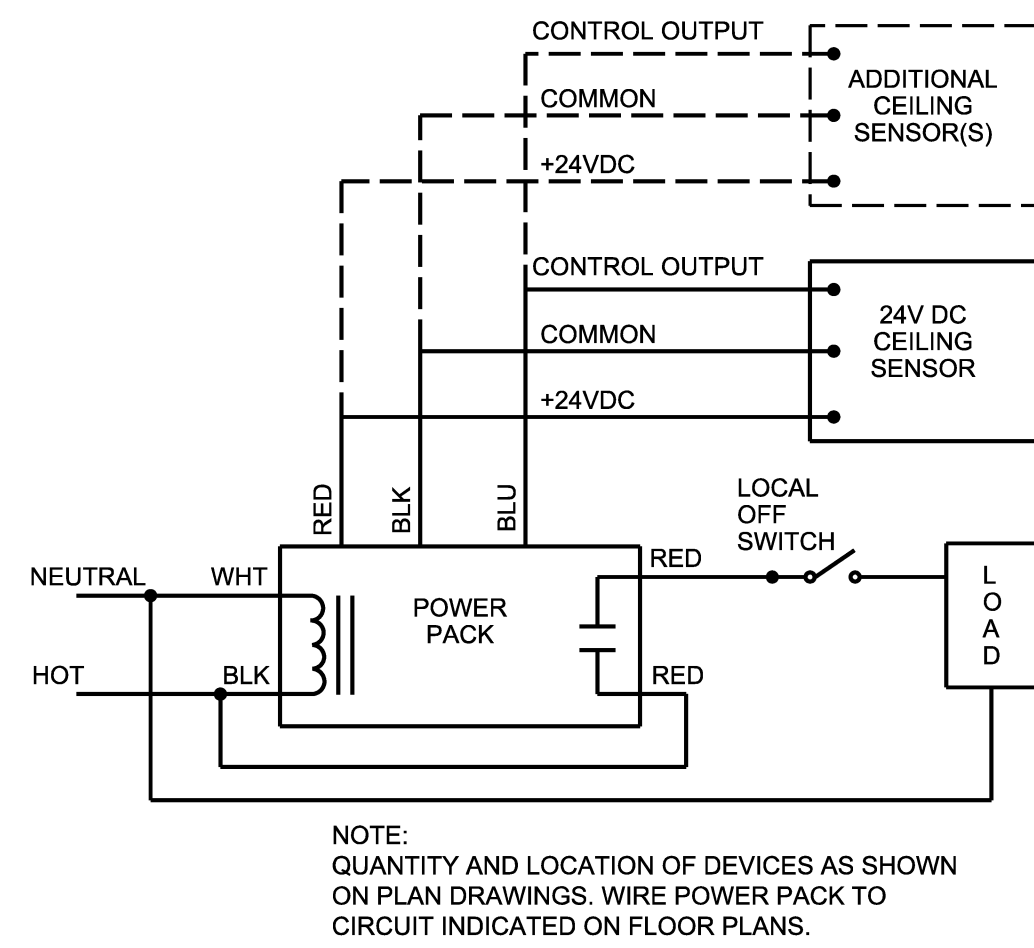 CONTROL OUTPUT
COMMON
+24VDC
ADDITIONAL
CEILING
SENSOR(S)
CONTROL OUTPUT
COMMON
+24VDC
24V DC
CEILING
SENSOR
RED
BLK
BLU
LOCAL
OFF
SWITCH
NEUTRAL
WHT
HOT
BLK
POWER
PACK
RED
RED
L
O
A
D
NOTE:
QUANTITY AND LOCATION OF DEVICES AS SHOWN
ON PLAN DRAWINGS. WIRE POWER PACK TO
CIRCUIT INDICATED ON FLOOR PLANS.